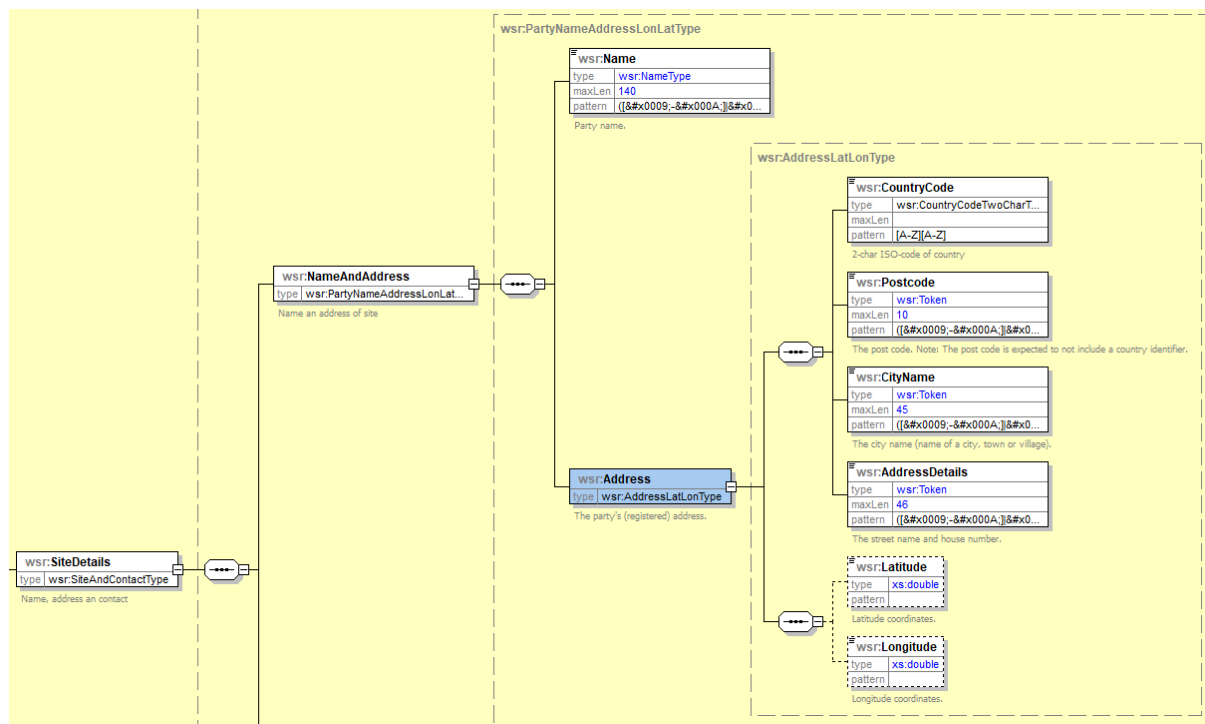 wsr:PartyNameAddressLonLatType
wsr:Name
type wsr:NameType
maxLen 140
pattern ([&#x0009;-&#x000A;]|&#x0...
Party name.
wsr:AddressLatLonType
wsr:CountryCode
type wsr:CountryCodeTwoCharT...
maxLen
pattern [A-Z][A-Z]
2-char ISO-code of country
wsr:NameAndAddress
type wsr:PartyNameAddressLonLat...
Name an address of site
wsr:Postcode
type wsr:Token
maxLen 10
pattern ([&#x0009;-&#x000A;]|&#x0...
The post code. Note: The post code is expected to not include a country identifier.
wsr:CityName
type wsr:Token
maxLen 45
pattern ([&#x0009;-&#x000A;]|&#x0...
The city name (name of a city, town or village).
wsr:Address
type wsr:AddressLatLonType
The party's (registered) address.
wsr:AddressDetails
type wsr:Token
maxLen 46
pattern ([&#x0009;-&#x000A;]|&#x0...
The street name and house number.
wsr:SiteDetails
type wsr:SiteAndContactType
Name, address an contact
wsr:Latitude
type xs:double
pattern
Latitude coordinates.
wsr:Longitude
type xs:double
pattern
Longitude coordinates.